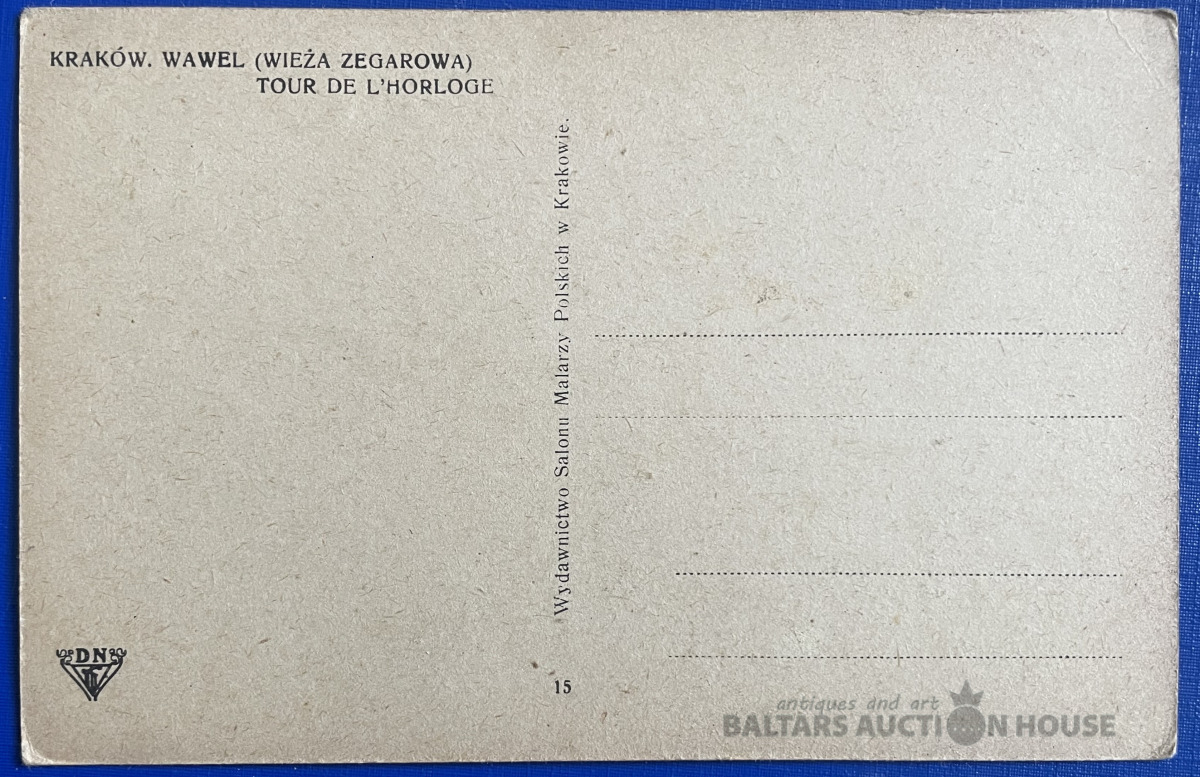 KRAKÓW. WAWEL (WIEŻA ZEGAROWA)
TOUR DE L'HORLOGE
Wydawnictwo Salonu Malarzy Polskich w Krakowie.
DN
15
antiques and art
BALTARS AUCTION HOUSE